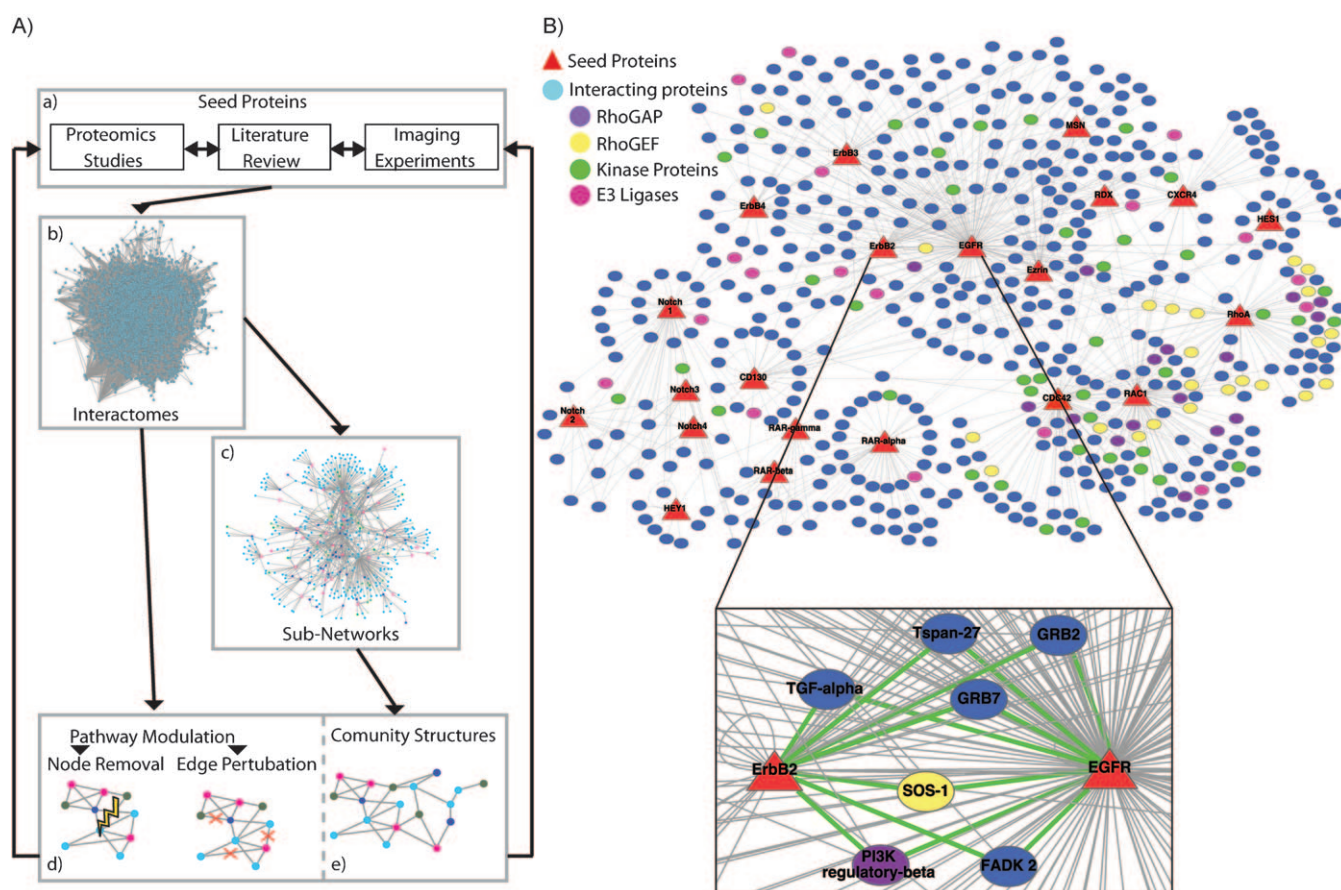 A)
a)
Seed Proteins
Proteomics
Studies
Literature
Review
Imaging
Experiments
b)
Interactomes
c)
Sub-Networks
Pathway Modulation
Node Removal
Edge Pertubation
d)
Comunity Structures
e)
B)
Seed Proteins
Interacting proteins
RhoGAP
RhoGEF
Kinase Proteins
E3 Ligases
MSN
ErbB3
RDX
CXCR4
ErbB4
HES1
ErbB2
EGFR
Ezrin
Notch
1
RhoA
CD130
Notch3
RAC1
CDC42
Notch
2
Notch4
RAR-gamma
RAR-alpha
RAR-beta
HEY1
Tspan-27
GRB2
TGF-alpha
GRB7
ErbB2
EGFR
SOS-1
PI3K
regulatory-beta
FADK 2